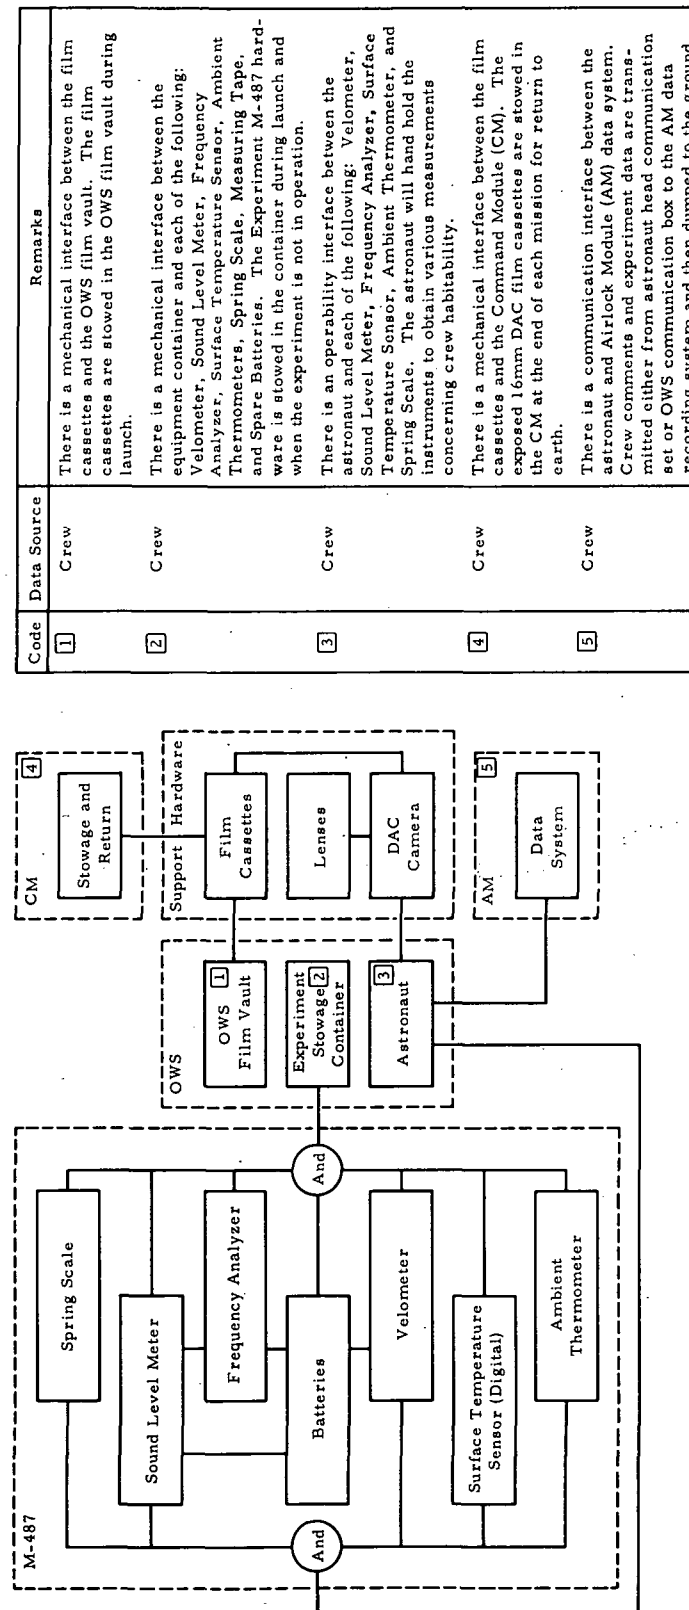 M-487
Spring Scale
Sound Level Meter
Frequency Analyzer
Batteries
Velometer
Surface Temperature
Sensor (Digital)
Ambient
Thermometer
And
And
OWS
OWS
Film Vault
1
Experiment
Stowage
Container
2
Astronaut
3
CM
4
Stowage and
Return
Support Hardware
Film
Cassettes
Lenses
DAC
Camera
AM
5
Data
System
Code Data Source Remarks
1 Crew There is a mechanical interface between the film
cassettes and the OWS film vault. The film
cassettes are stowed in the OWS film vault during
launch.
2 Crew There is a mechanical interface between the
equipment container and each of the following:
Velometer, Sound Level Meter, Frequency
Analyzer, Surface Temperature Sensor, Ambient
Thermometers, Spring Scale, Measuring Tape,
and Spare Batteries. The Experiment M-487 hard-
ware is stowed in the container during launch and
when the experiment is not in operation.
3 Crew There is an operability interface between the
astronaut and each of the following: Velometer,
Sound Level Meter, Frequency Analyzer, Surface
Temperature Sensor, Ambient Thermometer, and
Spring Scale. The astronaut will hand hold the
instruments to obtain various measurements
concerning crew habitability.
4 Crew There is a mechanical interface between the film
cassettes and the Command Module (CM). The
exposed 16mm DAC film cassettes are stowed in
the CM at the end of each mission for return to
earth.
5 Crew There is a communication interface between the
astronaut and Airlock Module (AM) data system.
Crew comments and experiment data are trans-
mitted either from astronaut head communication
set or OWS communication box to the AM data
recording system and then dumped to the ground